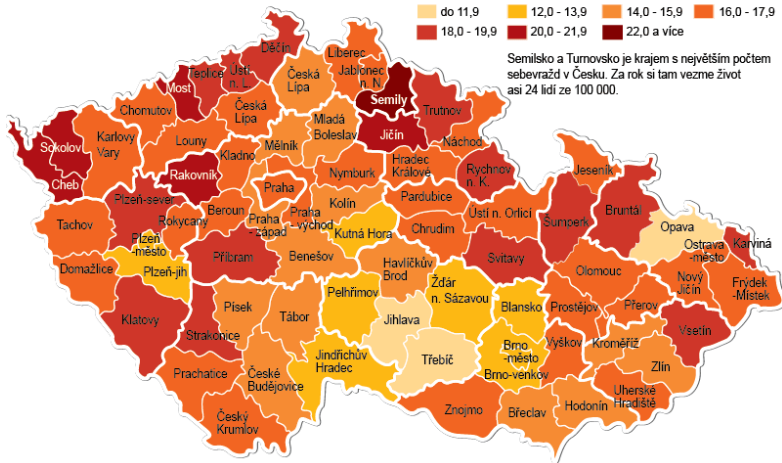 do 11,9
12,0 - 13,9
14,0 - 15,9
16,0 - 17,9
18,0 - 19,9
20,0 - 21,9
22,0 a více
Semilsko a Turnovsko je krajem s největším počtem
sebevražd v Česku. Za rok si tam vezme život
asi 24 lidí ze 100 000.
Děčín
Liberec
Teplice
Ústí
n. L.
Česká
Lípa
Jablonec
n. N.
Most
Semily
Trutnov
Chomutov
Česká
Lípa
Mladá
Boleslav
Jičín
Sokolov
Karlovy
Vary
Louny
Mělník
Náchod
Cheb
Rakovník
Kladno
Nymburk
Hradec
Králové
Rychnov
n. K.
Jeseník
Praha
Plzeň-sever
Beroun
Praha
-západ
Praha
-východ
Kolín
Pardubice
Ústí n. Orlicí
Šumperk
Bruntál
Opava
Tachov
Rokycany
Plzeň
-město
Kutná Hora
Chrudim
Ostrava
-město
Karviná
Domažlice
Plzeň-jih
Příbram
Benešov
Havlíčkův
Brod
Svitavy
Olomouc
Nový
Jičín
Frýdek
-Místek
Klatovy
Písek
Tábor
Pelhřimov
Žďár
n. Sázavou
Blansko
Prostějov
Přerov
Strakonice
Jihlava
Vsetín
Třebíč
Brno
-město
Vyškov
Kroměříž
Prachatice
České
Budějovice
Jindřichův
Hradec
Brno-venkov
Zlín
Český
Krumlov
Znojmo
Břeclav
Hodonín
Uherské
Hradiště